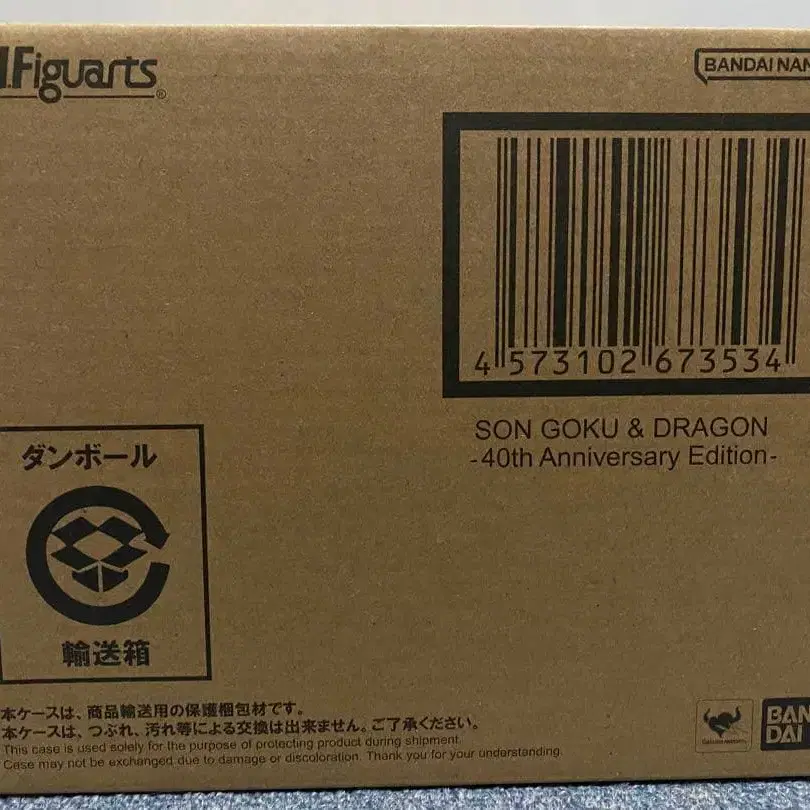 .Figuarts®
BANDAI NAM
4 573102 673534
SON GOKU & DRAGON
-40th Anniversary Edition-
ダンボール
輸送箱
本ケースは、商品輸送用の保護梱包材です。
本ケースは、つぶれ、汚れ等による交換は出来ません。ご了承ください。
This case is used solely for the purpose of protecting product during shipment.
Case may not be exchanged due to damage or discoloration. Thank you for your understanding.
BAN
DAI